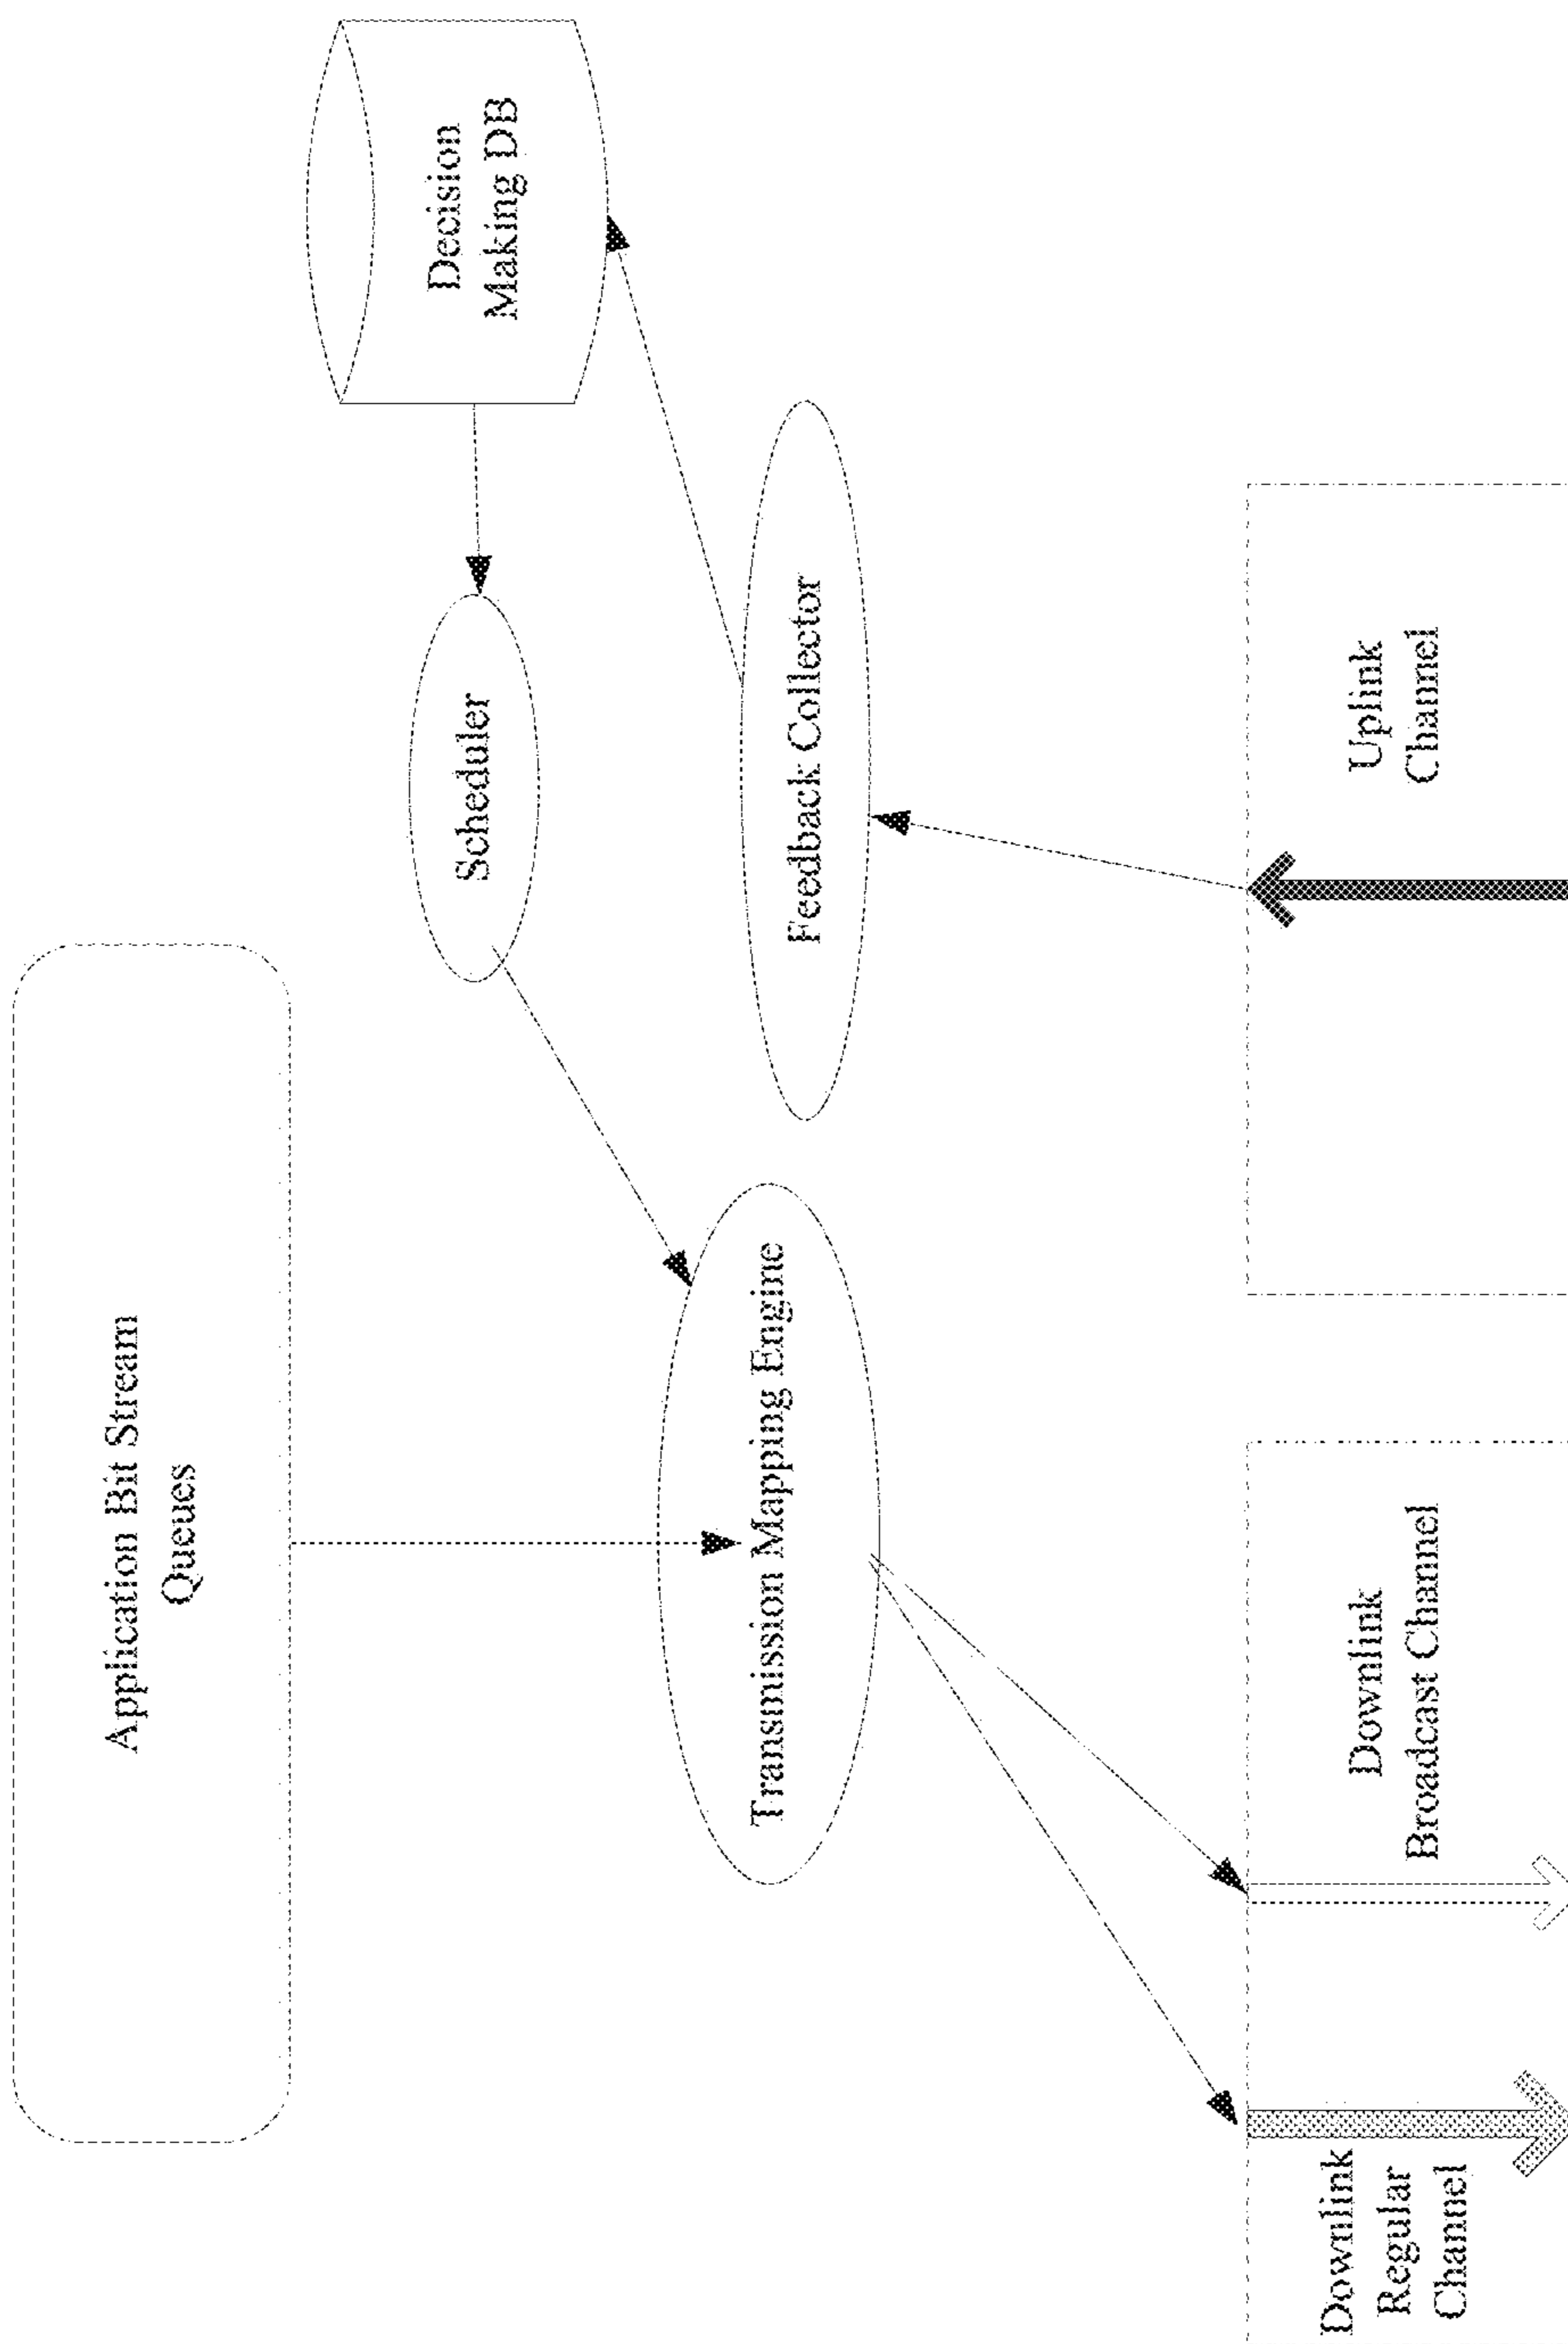 Application Bit Stream
Queues
Decision
Making DB
Scheduler
Transmission Mapping Engine
Feedback Collector
Downlink
Regular
Channel
Downlink
Broadcast Channel
Uplink
Channel